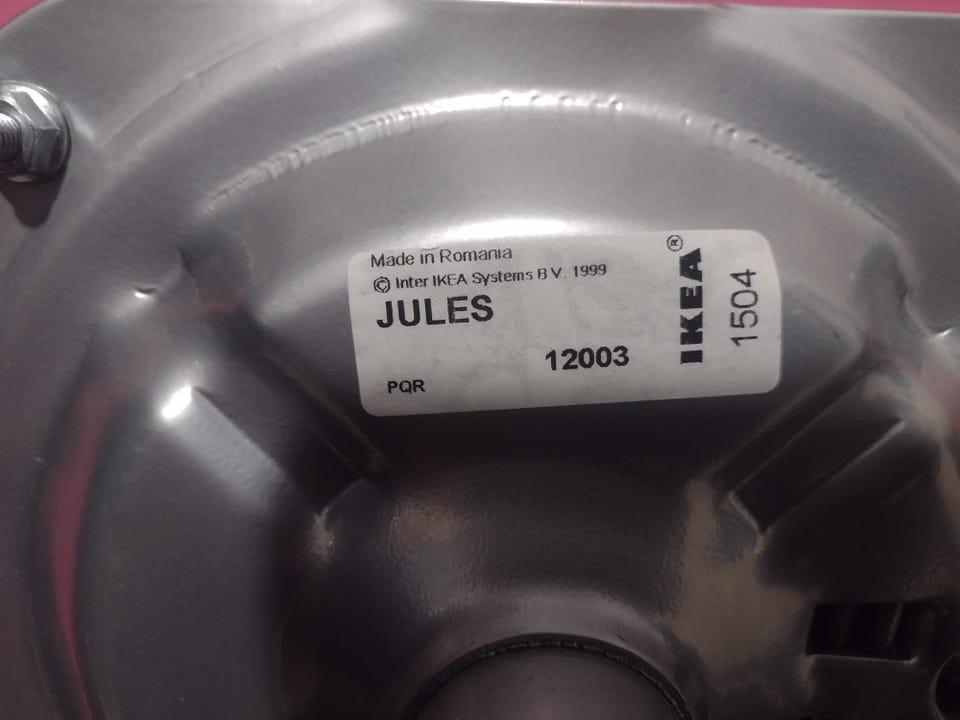 Made in Romania
© Inter IKEA Systems B.V. 1999
JULES
12003
PQR
IKEA®
1504